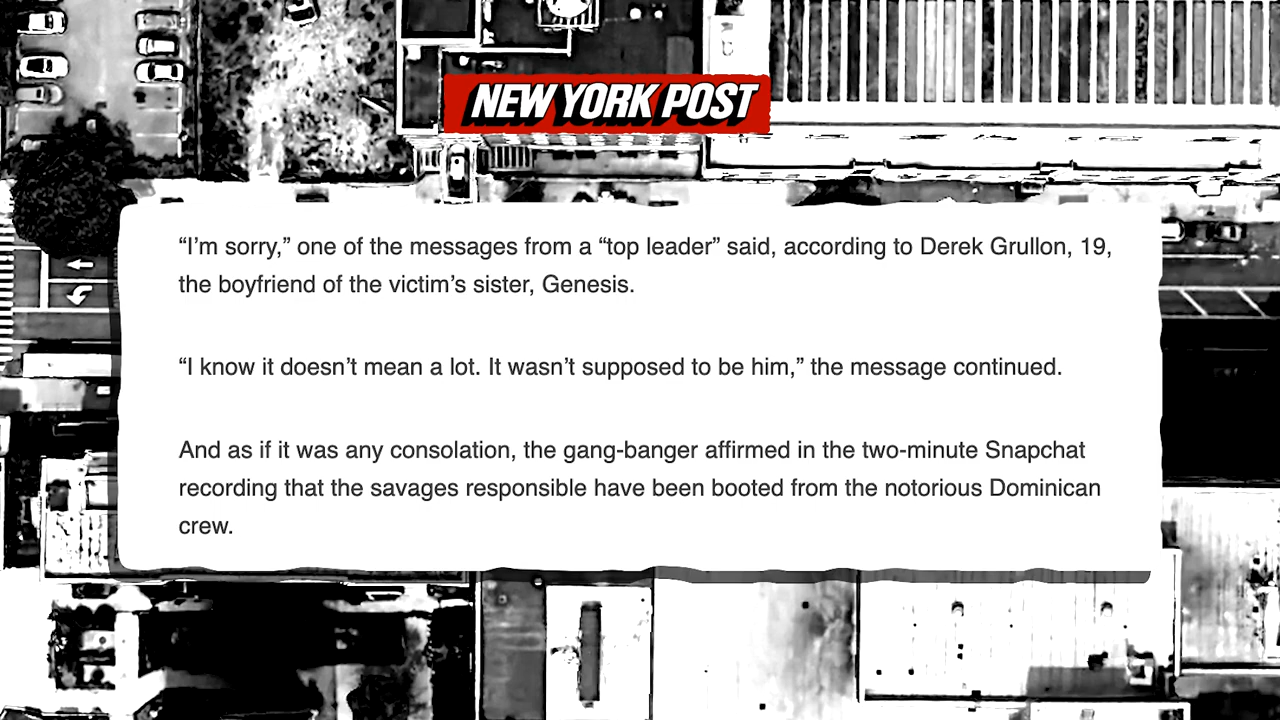 NEW YORK POST
“I’m sorry,” one of the messages from a “top leader” said, according to Derek Grullon, 19,
the boyfriend of the victim’s sister, Genesis.
“I know it doesn’t mean a lot. It wasn’t supposed to be him,” the message continued.
And as if it was any consolation, the gang-banger affirmed in the two-minute Snapchat
recording that the savages responsible have been booted from the notorious Dominican
crew.